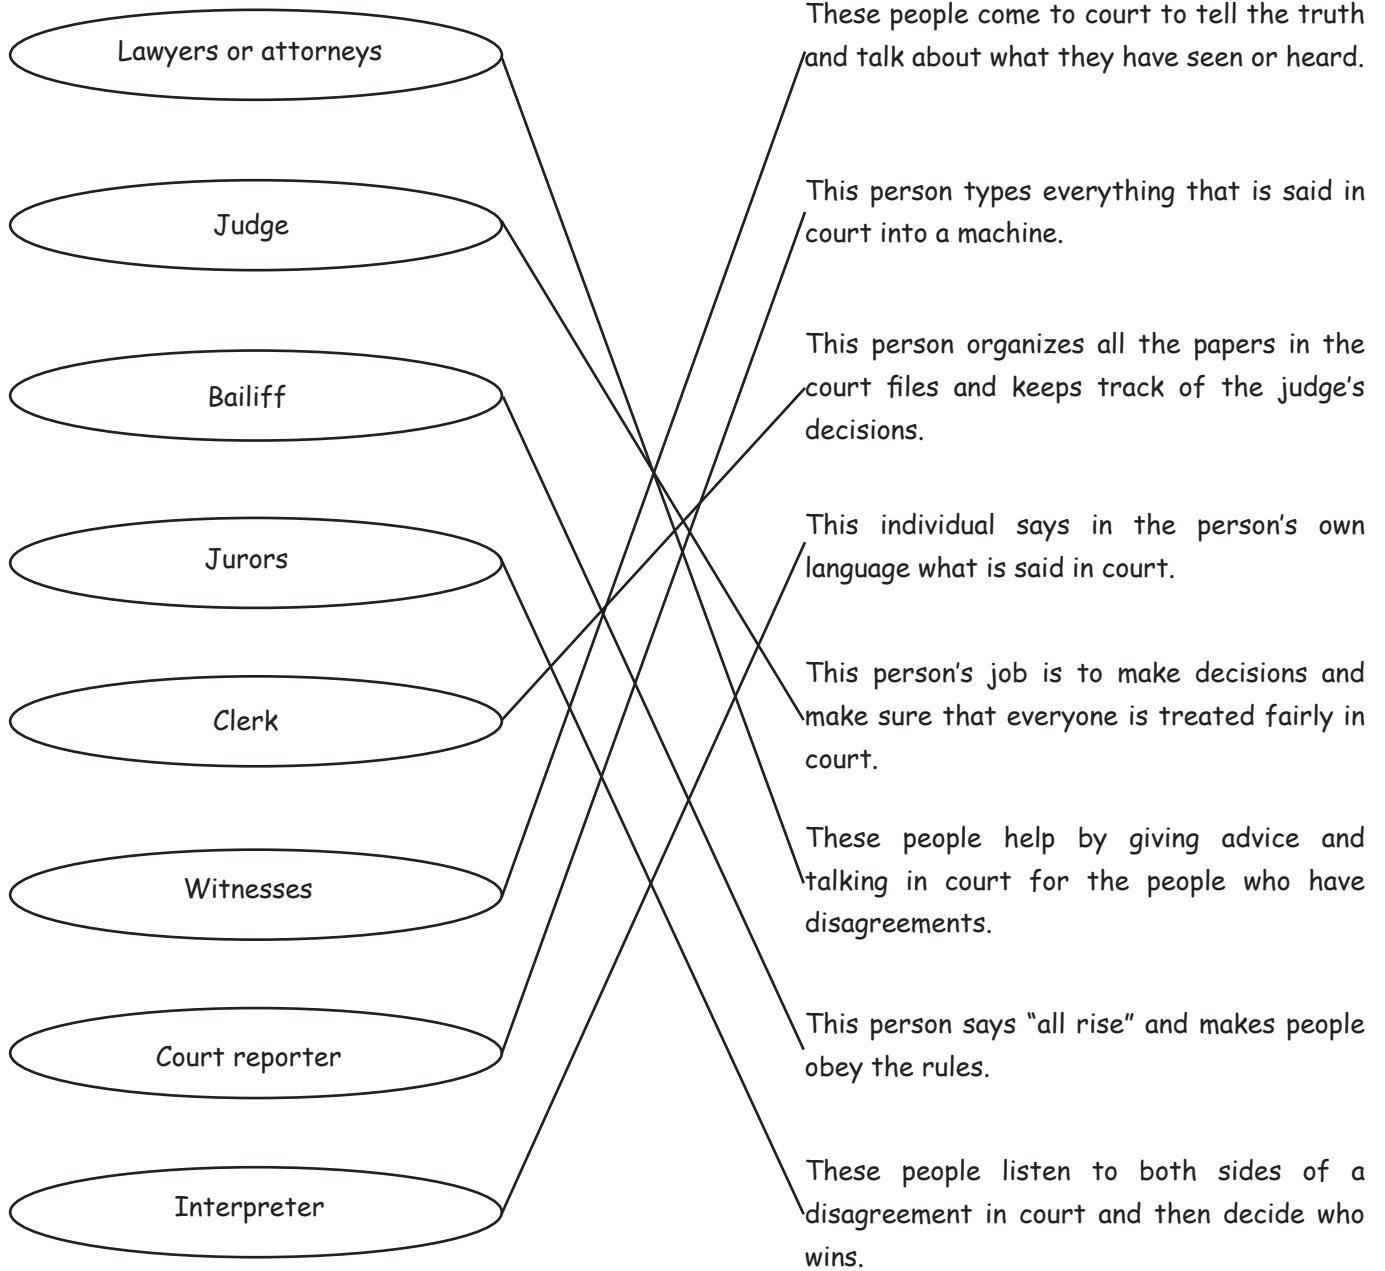 Lawyers or attorneys
Judge
Bailiff
Jurors
Clerk
Witnesses
Court reporter
Interpreter
These people come to court to tell the truth
and talk about what they have seen or heard.
This person types everything that is said in
court into a machine.
This person organizes all the papers in the
court files and keeps track of the judge’s
decisions.
This individual says in the person’s own
language what is said in court.
This person’s job is to make decisions and
make sure that everyone is treated fairly in
court.
These people help by giving advice and
talking in court for the people who have
disagreements.
This person says “all rise” and makes people
obey the rules.
These people listen to both sides of a
disagreement in court and then decide who
wins.